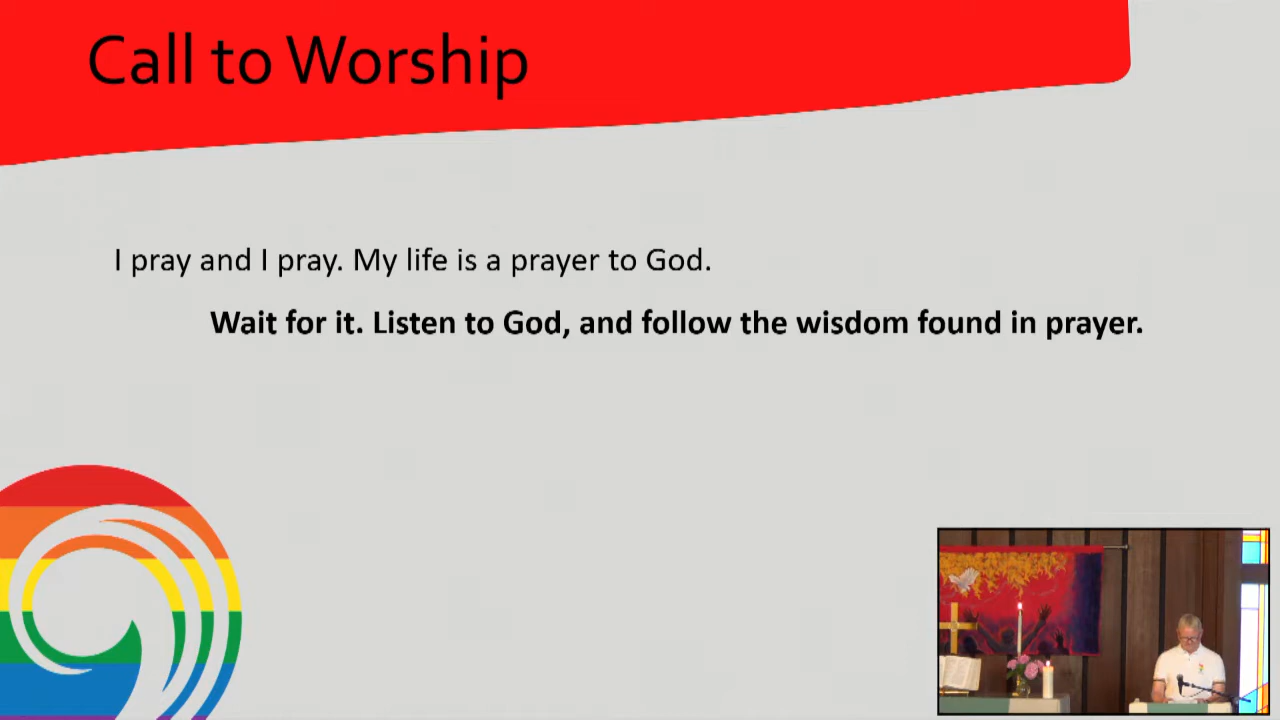 Call to Worship
I pray and I pray. My life is a prayer to God.
Wait for it. Listen to God, and follow the wisdom found in prayer.